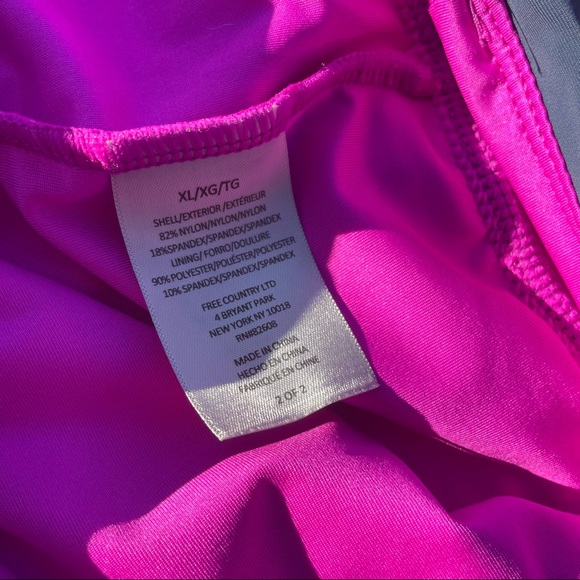 XL/XG/TG
SHELL/EXTERIOR /EXTÉRIEUR
82% NYLON/NYLON/NYLON
18%SPANDEX/SPANDEX/SPANDEX
LINING/ FORRO/DOULURE
90% POLYESTER/POLIÉSTER/POLYESTER
10% SPANDEX/SPANDEX/SPANDEX
FREE COUNTRY LTD
4 BRYANT PARK
NEW YORK NY 10018
RN#82608
MADE IN CHINA
HECHO EN CHINA
FABRIQUÉ EN CHINE
2 OF 2